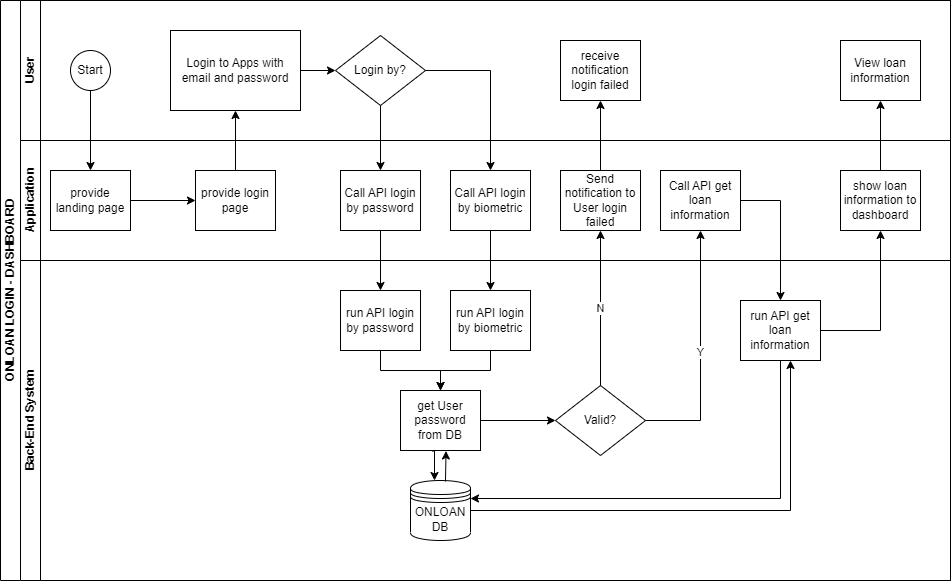 ONLOAN LOGIN - DASHBOARD
User
Start
Login to Apps with
email and password
Login by?
receive
notification
login failed
View loan
information
Application
provide
landing page
provide login
page
Call API login
by password
Call API login
by biometric
Send
notification to
User login
failed
Call API get
loan
information
show loan
information to
dashboard
Back-End System
run API login
by password
run API login
by biometric
N
Y
run API get
loan
information
get User
password
from DB
Valid?
ONLOAN
DB